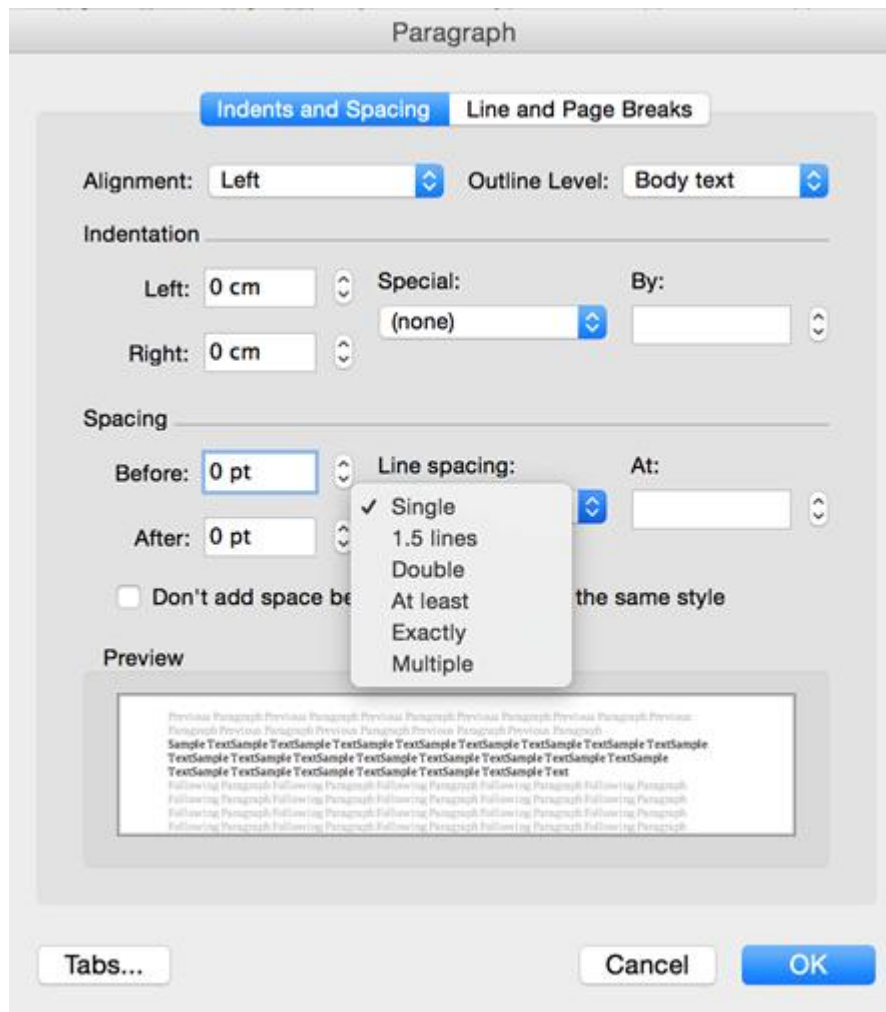 Paragraph
Indents and Spacing Line and Page Breaks
Alignment: Left Outline Level: Body text
Indentation
Left: 0 cm Special: By:
(none)
Right: 0 cm
Spacing
Before: 0 pt Line spacing: At:
✓ Single
After: 0 pt 1.5 lines
Double
Don't add space be At least the same style
Exactly
Preview Multiple
Previous Paragraph Previous Paragraph Previous Paragraph Previous Paragraph Previous Paragraph Previous
Paragraph Previous Paragraph Previous Paragraph Previous Paragraph Previous Paragraph
Sample TextSample TextSample TextSample TextSample TextSample TextSample TextSample TextSample
TextSample TextSample TextSample TextSample TextSample TextSample TextSample TextSample
TextSample TextSample TextSample TextSample TextSample TextSample Text
Following Paragraph Following Paragraph Following Paragraph Following Paragraph Following Paragraph
Following Paragraph Following Paragraph Following Paragraph Following Paragraph Following Paragraph
Following Paragraph Following Paragraph Following Paragraph Following Paragraph Following Paragraph
Following Paragraph Following Paragraph Following Paragraph Following Paragraph Following Paragraph
Tabs... Cancel OK